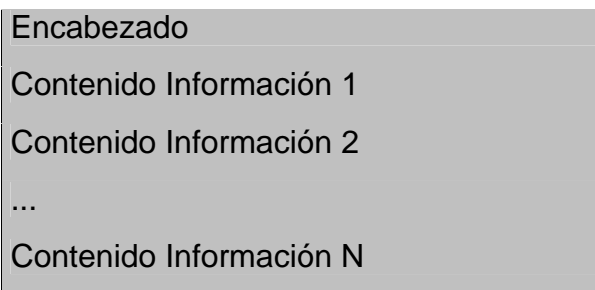 Encabezado
Contenido Información 1
Contenido Información 2
...
Contenido Información N